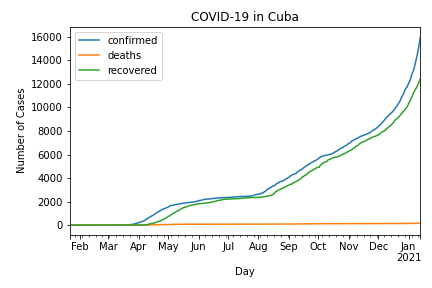 COVID-19 in Cuba
confirmed
deaths
recovered
Number of Cases
16000
14000
12000
10000
8000
6000
4000
2000
0
Feb Mar Apr May Jun Jul Aug Sep Oct Nov Dec Jan
2021
Day